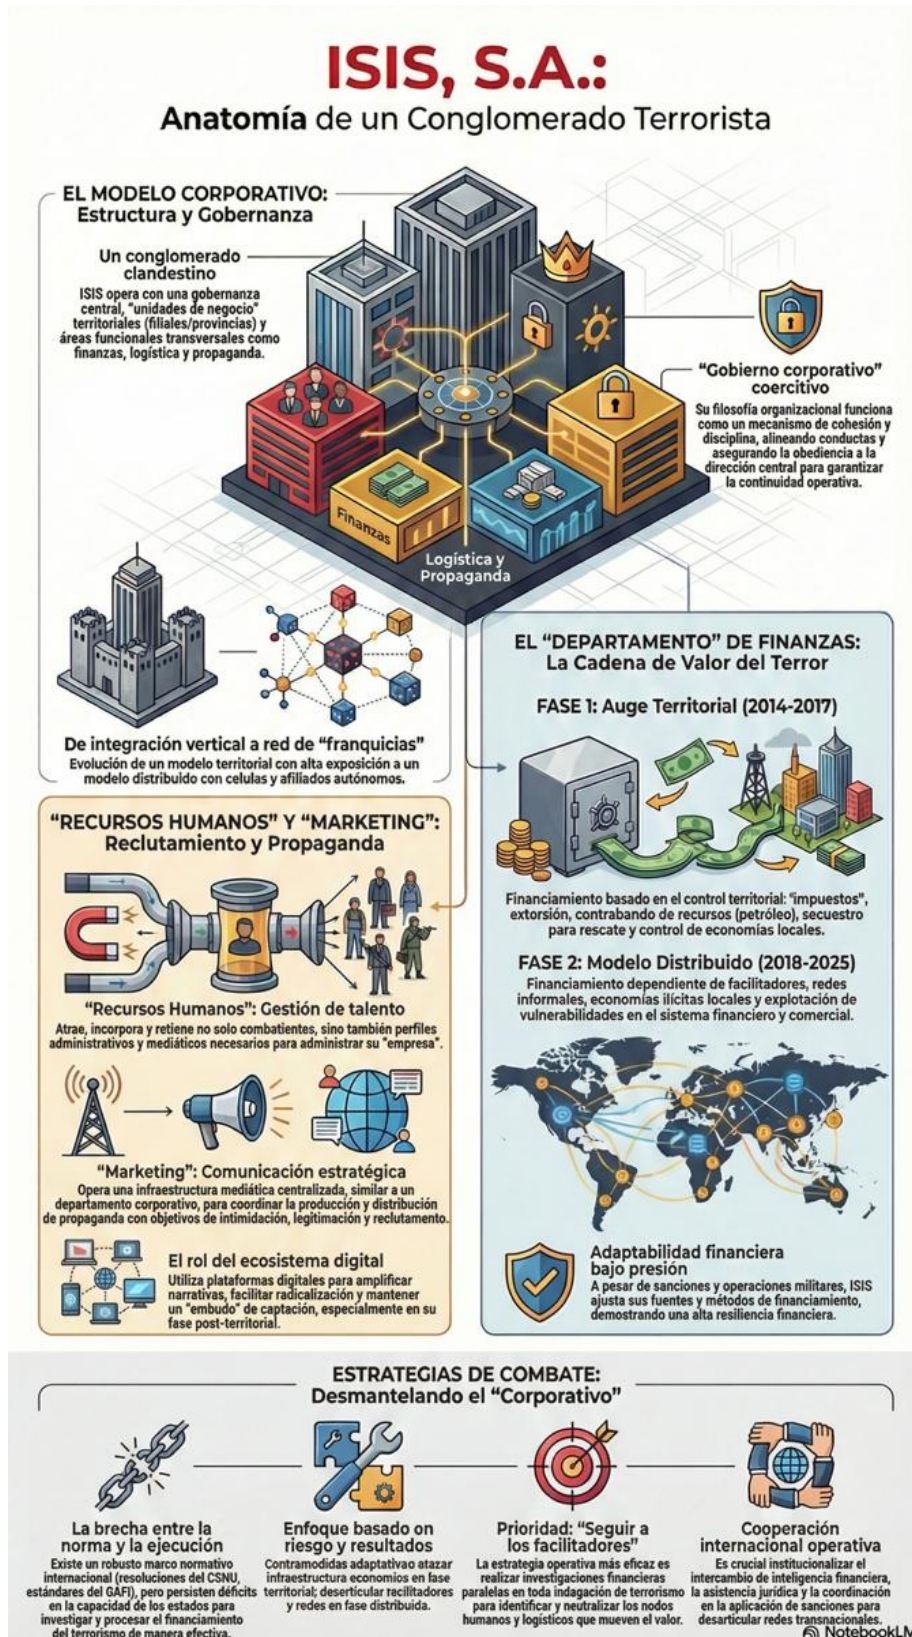 ISIS, S.A.:
Anatomía de un Conglomerado Terrorista
EL MODELO CORPORATIVO:
Estructura y Gobernanza
Un conglomerado
clandestino
ISIS opera con una gobernanza
central, "unidades de negocio"
territoriales (filiales/provincias) y
áreas funcionales transversales como
finanzas, logística y propaganda.
"Gobierno corporativo"
coercitivo
Su filosofía organizacional funciona
como un mecanismo de cohesión y
disciplina, alineando conductas y
asegurando la obediencia a la
dirección central para garantizar
la continuidad operativa.
Finanzas
Logística y
Propaganda
De integración vertical a red de "franquicias"
Evolución de un modelo territorial con alta exposición a un
modelo distribuido con celulas y afiliados autónomos.
EL "DEPARTAMENTO" DE FINANZAS:
La Cadena de Valor del Terror
FASE 1: Auge Territorial (2014-2017)
Financiamiento basado en el control territorial: "impuestos",
extorsión, contrabando de recursos (petróleo), secuestro
para rescate y control de economías locales.
FASE 2: Modelo Distribuido (2018-2025)
Financiamiento dependiente de facilitadores, redes
informales, economías ilícitas locales y explotación de
vulnerabilidades en el sistema financiero y comercial.
Adaptabilidad financiera
bajo presión
A pesar de sanciones y operaciones militares, ISIS
ajusta sus fuentes y métodos de financiamiento,
demostrando una alta resiliencia financiera.
"RECURSOS HUMANOS" Y "MARKETING":
Reclutamiento y Propaganda
"Recursos Humanos": Gestión de talento
Atrae, incorpora y retiene no solo combatientes, sino también perfiles
administrativos y mediáticos necesarios para administrar su "empresa".
"Marketing": Comunicación estratégica
Opera una infraestructura mediática centralizada, similar a un
departamento corporativo, para coordinar la producción y distribución
de propaganda con objetivos de intimidación, legitimación y reclutamento.
El rol del ecosistema digital
Utiliza plataformas digitales para amplificar
narrativas, facilitar radicalización y mantener
un "embudo" de captación, especialmente en su
fase post-territorial.
ESTRATEGIAS DE COMBATE:
Desmantelando el "Corporativo"
La brecha entre la
norma y la ejecución
Existe un robusto marco normativo
internacional (resoluciones del CSNU,
estándares del GAFI), pero persisten déficits
en la capacidad de los estados para
investigar y procesar el financiamiento
del terrorismo de manera efectiva.
Enfoque basado on
riesgo y resultados
Contramodidas adaptativao atazar
infraestructura economios en fase
territorial; deserticular recilitadores
y redes en fase distribuida.
Prioridad: "Seguir a
los facilitadores"
La estrategia operativa más eficaz es
realizar investigaciones financieras
paralelas en toda indagación de terrorismo
para identificar y neutralizar los nodos
humanos y logísticos que mueven el valor.
Cooperación
internacional operativa
Es crucial institucionalizar el
intercambio de inteligencia financiera,
la asistencia jurídica y la coordinación
en la aplicación de sanciones para
desarticular redes transnacionales.
NotebookLM